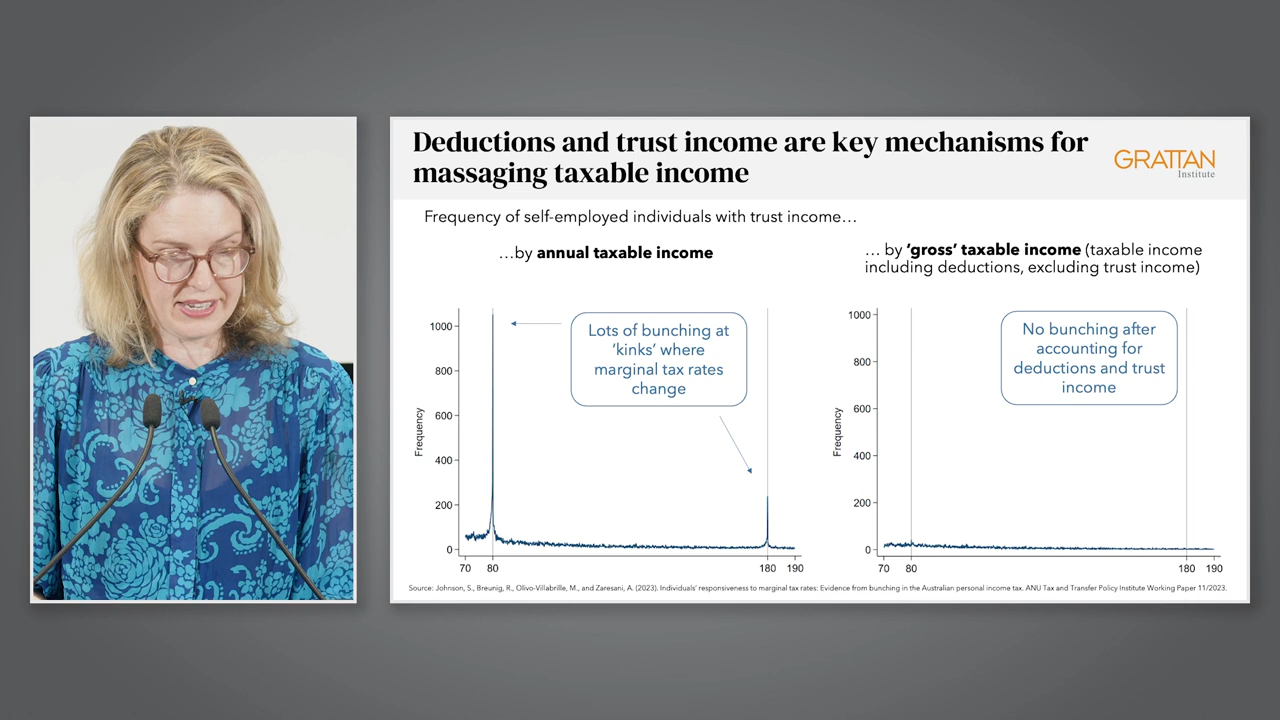 Deductions and trust income are key mechanisms for
massaging taxable income
GRATTAN
Institute
Frequency of self-employed individuals with trust income…
…by annual taxable income
… by ‘gross’ taxable income (taxable income
including deductions, excluding trust income)
Lots of bunching at
‘kinks’ where
marginal tax rates
change
Frequency
1000
800
600
400
200
0
70 80 180 190
No bunching after
accounting for
deductions and trust
income
Frequency
1000
800
600
400
200
0
70 80 180 190
Source: Johnson, S., Breunig, R., Olivo-Villabrille, M., and Zaresani, A. (2023). Individuals’ responsiveness to marginal tax rates: Evidence from bunching in the Australian personal income tax. ANU Tax and Transfer Policy Institute Working Paper 11/2023.